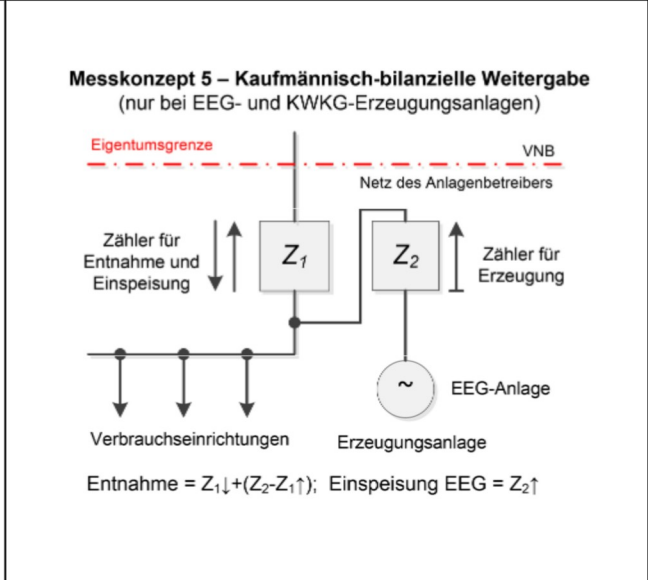 Messkonzept 5 – Kaufmännisch-bilanzielle Weitergabe
(nur bei EEG- und KWKG-Erzeugungsanlagen)
Eigentumsgrenze
VNB
Netz des Anlagenbetreibers
Zähler für
Entnahme und
Einspeisung
Z₁
Z₂
Zähler für
Erzeugung
~
EEG-Anlage
Verbrauchseinrichtungen
Erzeugungsanlage
Entnahme = Z₁↓+(Z₂-Z₁↑); Einspeisung EEG = Z₂↑